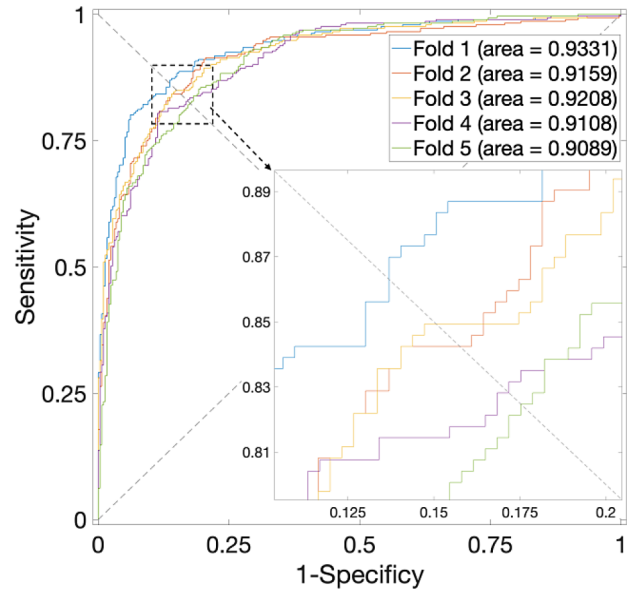 1
Fold 1 (area = 0.9331)
Fold 2 (area = 0.9159)
Fold 3 (area = 0.9208)
Fold 4 (area = 0.9108)
Fold 5 (area = 0.9089)
0.75
0.5
0.25
0
Sensitivity
0.89
0.87
0.85
0.83
0.81
0.125 0.15 0.175 0.2
0 0.25 0.5 0.75 1
1-Specificy